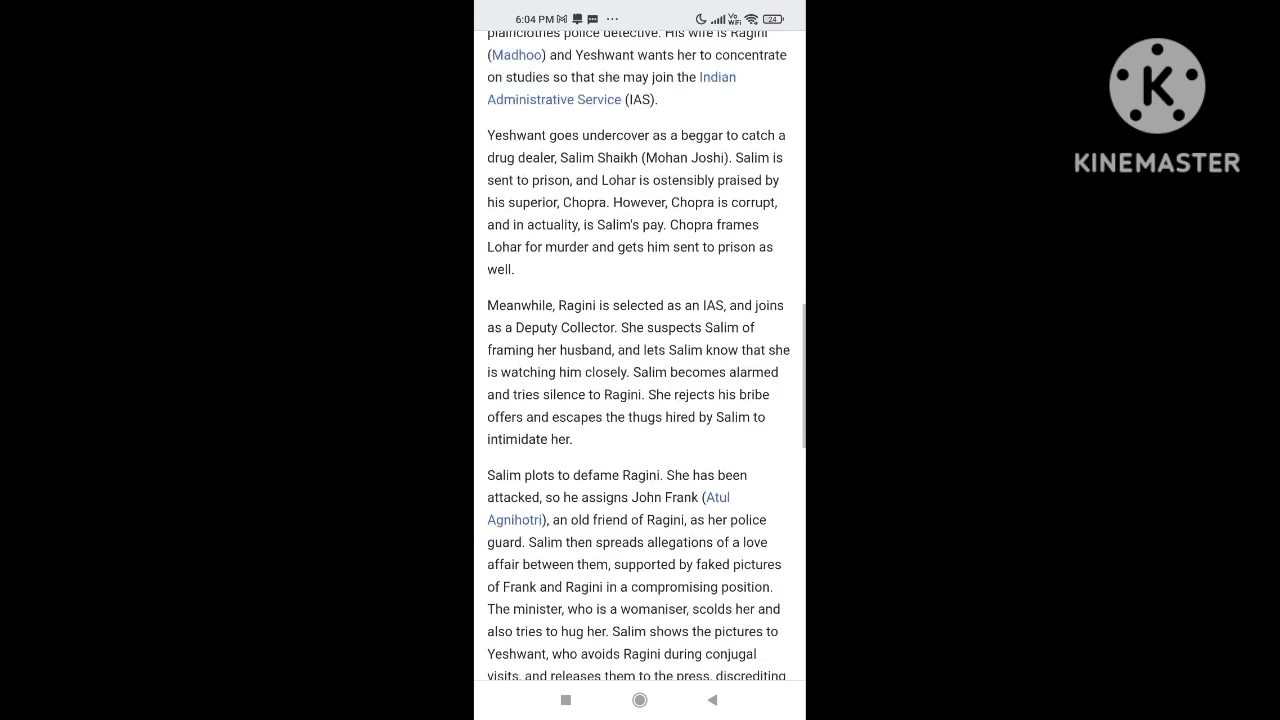 6:04 PM
Vo
WiFi
24
plainclothes police detective. His wife is Ragini
(Madhoo) and Yeshwant wants her to concentrate
on studies so that she may join the Indian
Administrative Service (IAS).
Yeshwant goes undercover as a beggar to catch a
drug dealer, Salim Shaikh (Mohan Joshi). Salim is
sent to prison, and Lohar is ostensibly praised by
his superior, Chopra. However, Chopra is corrupt,
and in actuality, is Salim's pay. Chopra frames
Lohar for murder and gets him sent to prison as
well.
Meanwhile, Ragini is selected as an IAS, and joins
as a Deputy Collector. She suspects Salim of
framing her husband, and lets Salim know that she
is watching him closely. Salim becomes alarmed
and tries silence to Ragini. She rejects his bribe
offers and escapes the thugs hired by Salim to
intimidate her.
Salim plots to defame Ragini. She has been
attacked, so he assigns John Frank (Atul
Agnihotri), an old friend of Ragini, as her police
guard. Salim then spreads allegations of a love
affair between them, supported by faked pictures
of Frank and Ragini in a compromising position.
The minister, who is a womaniser, scolds her and
also tries to hug her. Salim shows the pictures to
Yeshwant, who avoids Ragini during conjugal
visits, and releases them to the press, discrediting
K
KINEMASTER